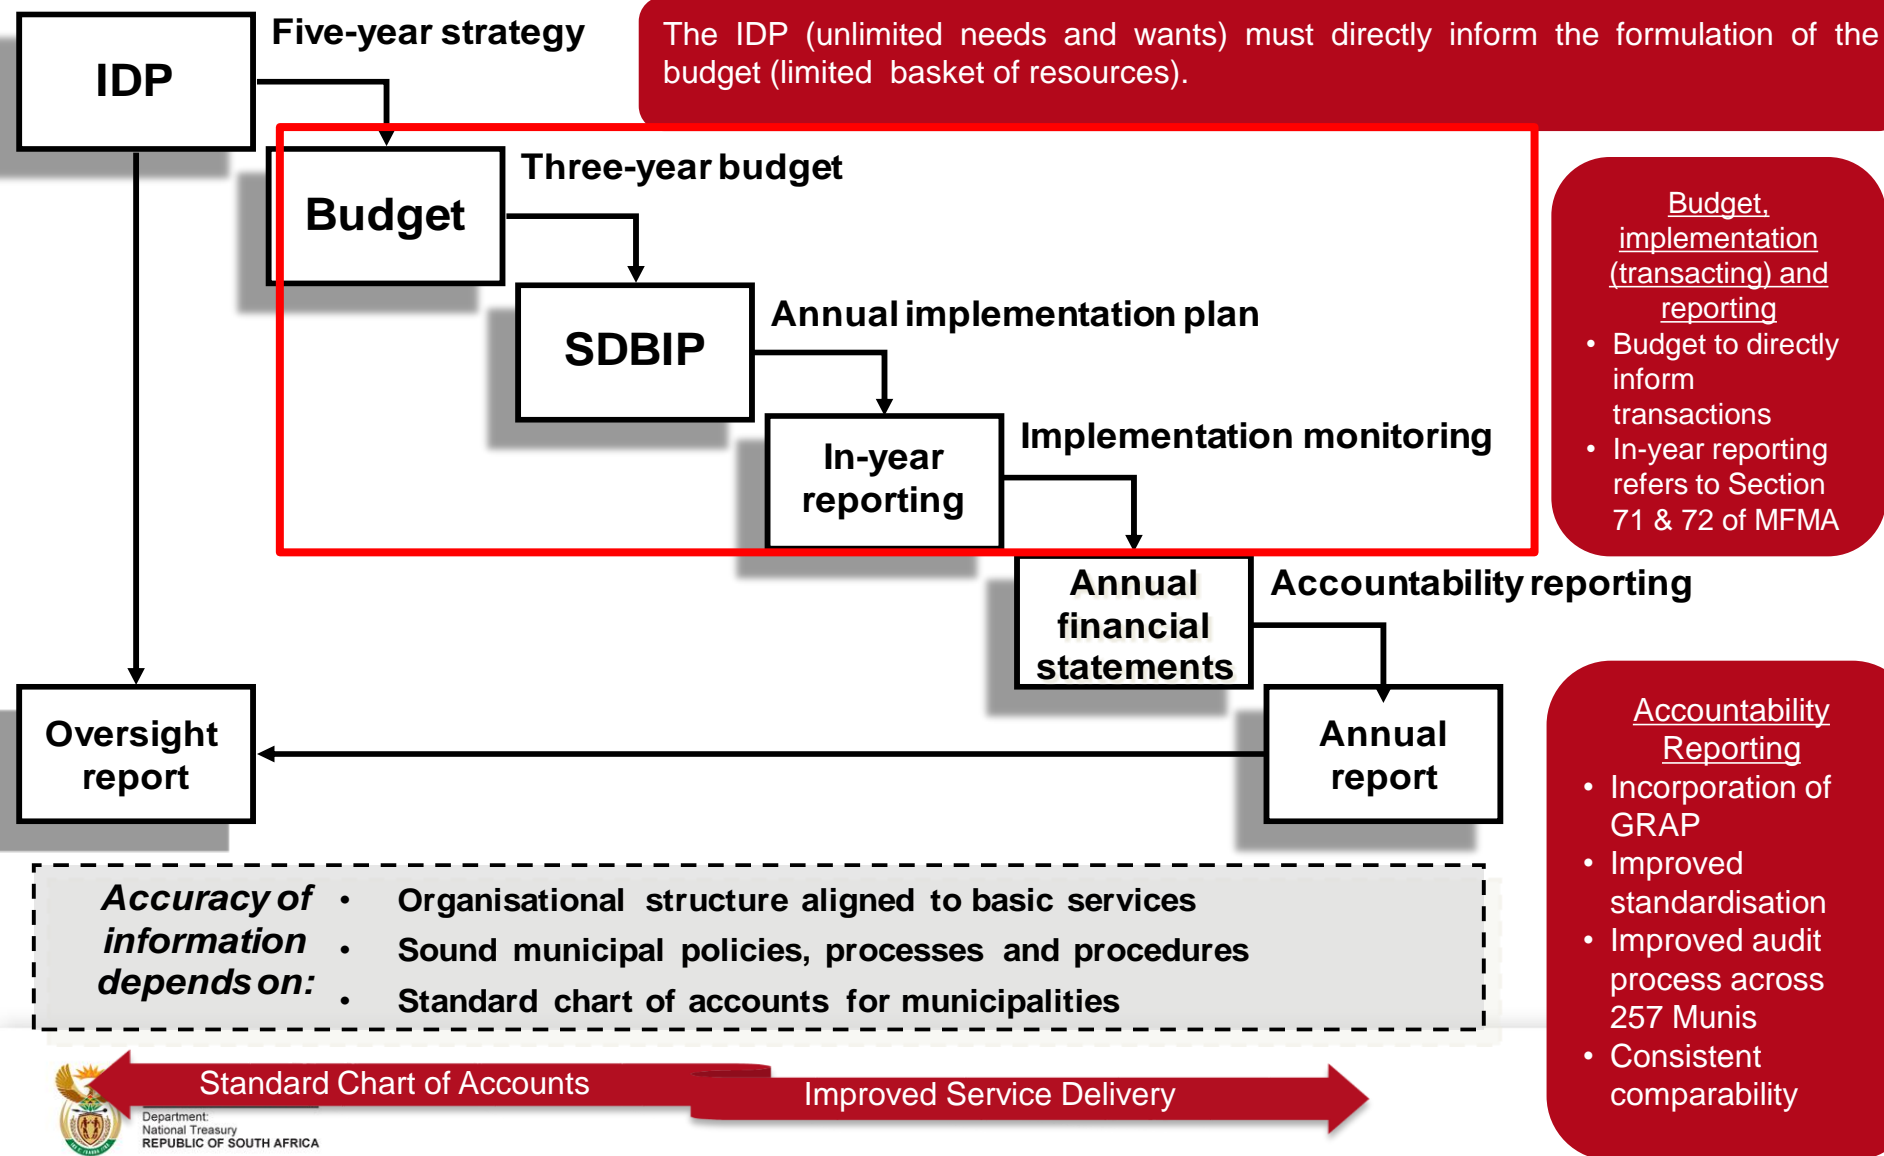 Five-year strategy
IDP
The IDP (unlimited needs and wants) must directly inform the formulation of the
budget (limited basket of resources).
Three-year budget
Budget
Annual implementation plan
SDBIP
Implementation monitoring
In-year
reporting
Accountability reporting
Annual
financial
statements
Annual
report
Oversight
report
Budget,
implementation
(transacting) and
reporting
• Budget to directly
inform
transactions
• In-year reporting
refers to Section
71 & 72 of MFMA
Accountability
Reporting
• Incorporation of
GRAP
• Improved
standardisation
• Improved audit
process across
257 Munis
• Consistent
comparability
Accuracy of
information
depends on:
• Organisational structure aligned to basic services
• Sound municipal policies, processes and procedures
• Standard chart of accounts for municipalities
Standard Chart of Accounts
Improved Service Delivery
Department:
National Treasury
REPUBLIC OF SOUTH AFRICA